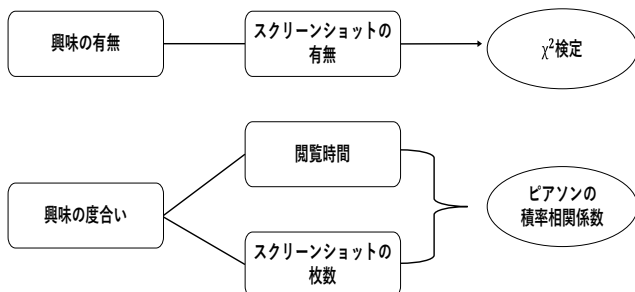 興味の有無
スクリーンショットの
有無
χ²検定
閲覧時間
興味の度合い
スクリーンショットの
枚数
ピアソンの
積率相関係数